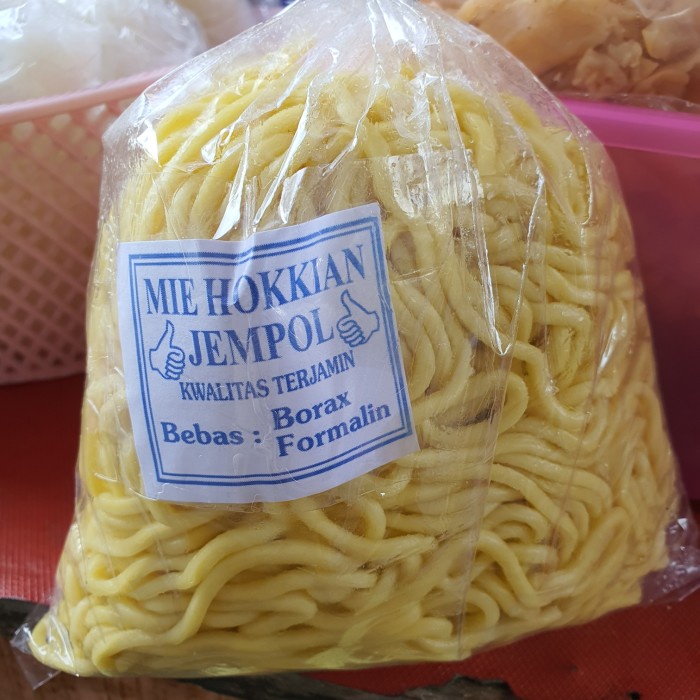 MIE HOKKIAN
JEMPOL
KWALITAS TERJAMIN
Bebas : Borax
Formalin